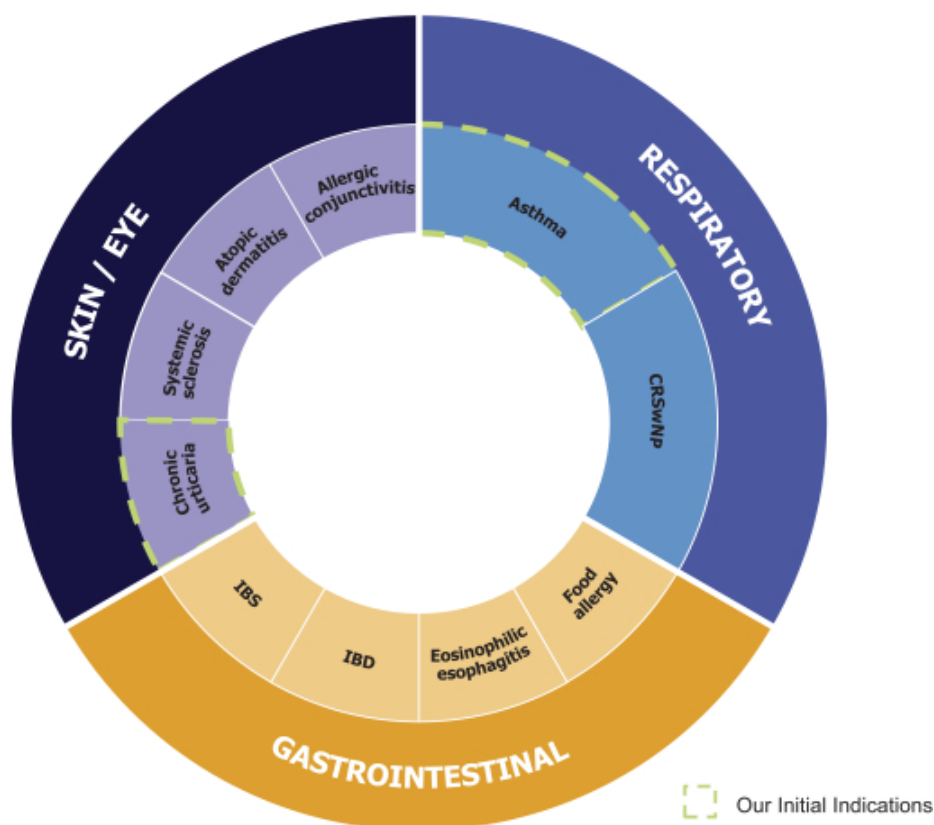 SKIN / EYE
Allergic
conjunctivitis
Atopic
dermatitis
Systemic
sclerosis
Chronic
urticaria
RESPIRATORY
Asthma
CRSwNp
GASTROINTESTINAL
IBS
IBD
Eosinophilic
esophagitis
Food
allergy
Our Initial Indications